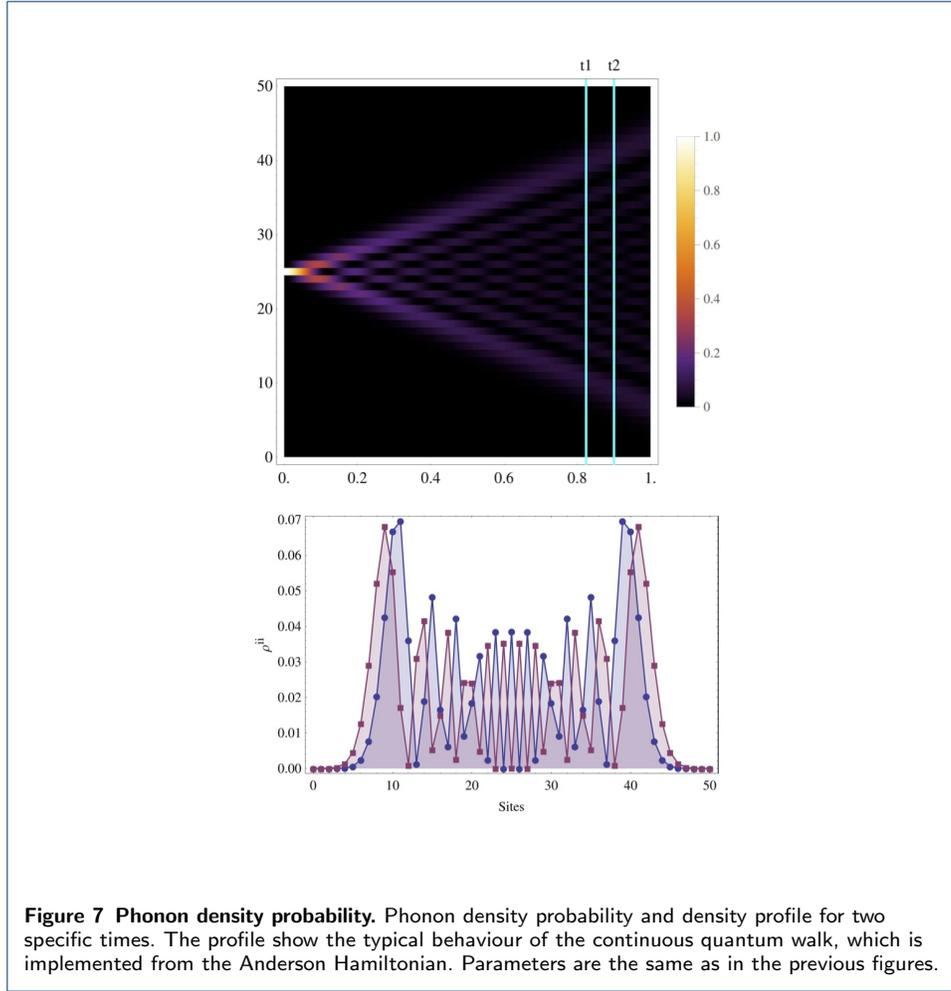 t1 t2
50
40
30
20
10
0
0. 0.2 0.4 0.6 0.8 1.
1.0
0.8
0.6
0.4
0.2
0
0.07
0.06
0.05
0.04
0.03
0.02
0.01
0.00
ρii
0 10 20 30 40 50
Sites
Figure 7 Phonon density probability. Phonon density probability and density profile for two
specific times. The profile show the typical behaviour of the continuous quantum walk, which is
implemented from the Anderson Hamiltonian. Parameters are the same as in the previous figures.